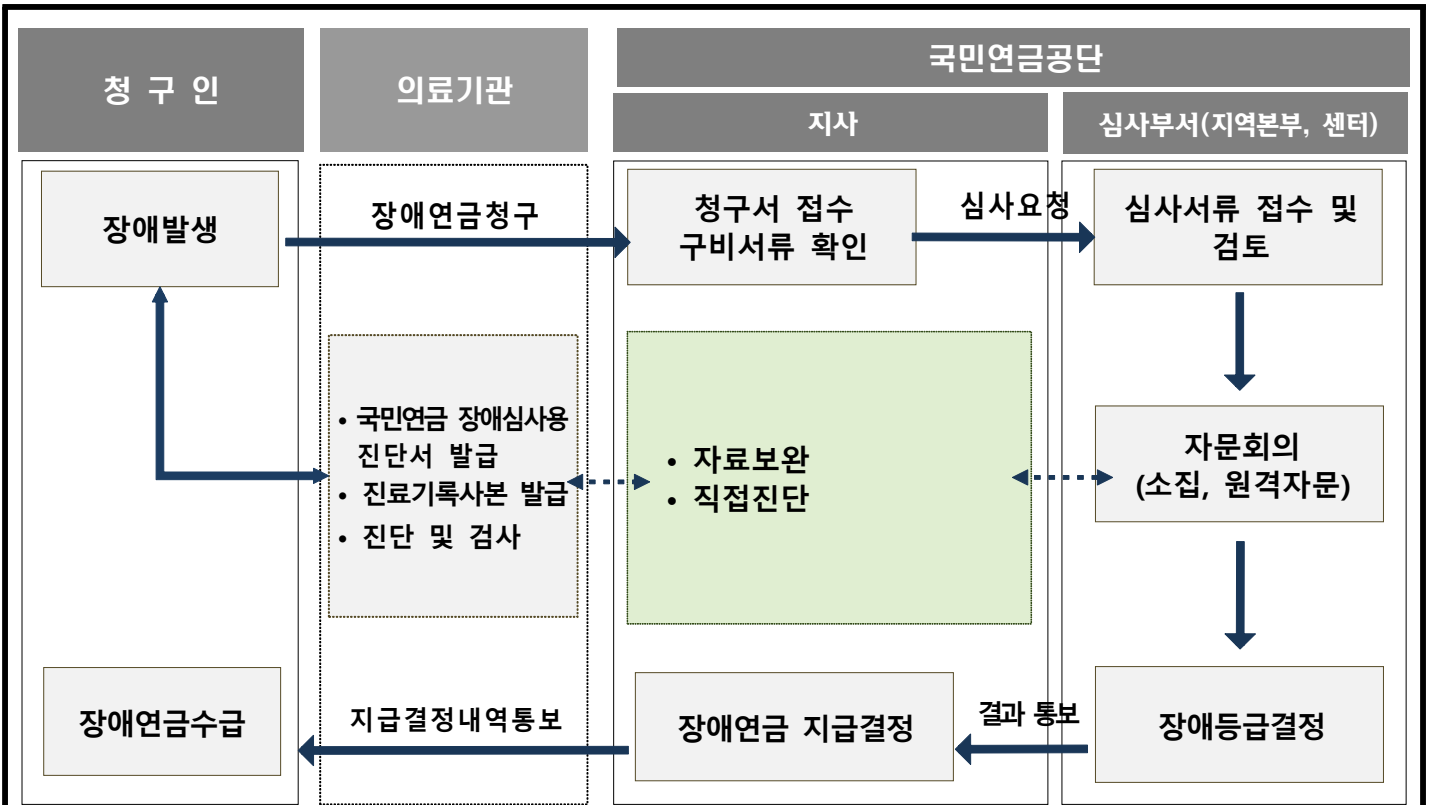 청 구 인
의료기관
국민연금공단
지사
심사부서(지역본부, 센터)
장애발생
장애연금청구
청구서 접수
구비서류 확인
심사요청
심사서류 접수 및
검토
• 국민연금 장애심사용
진단서 발급
• 진료기록사본 발급
• 진단 및 검사
• 자료보완
• 직접진단
자문회의
(소집, 원격자문)
장애연금수급
지급결정내역통보
장애연금 지급결정
결과 통보
장애등급결정